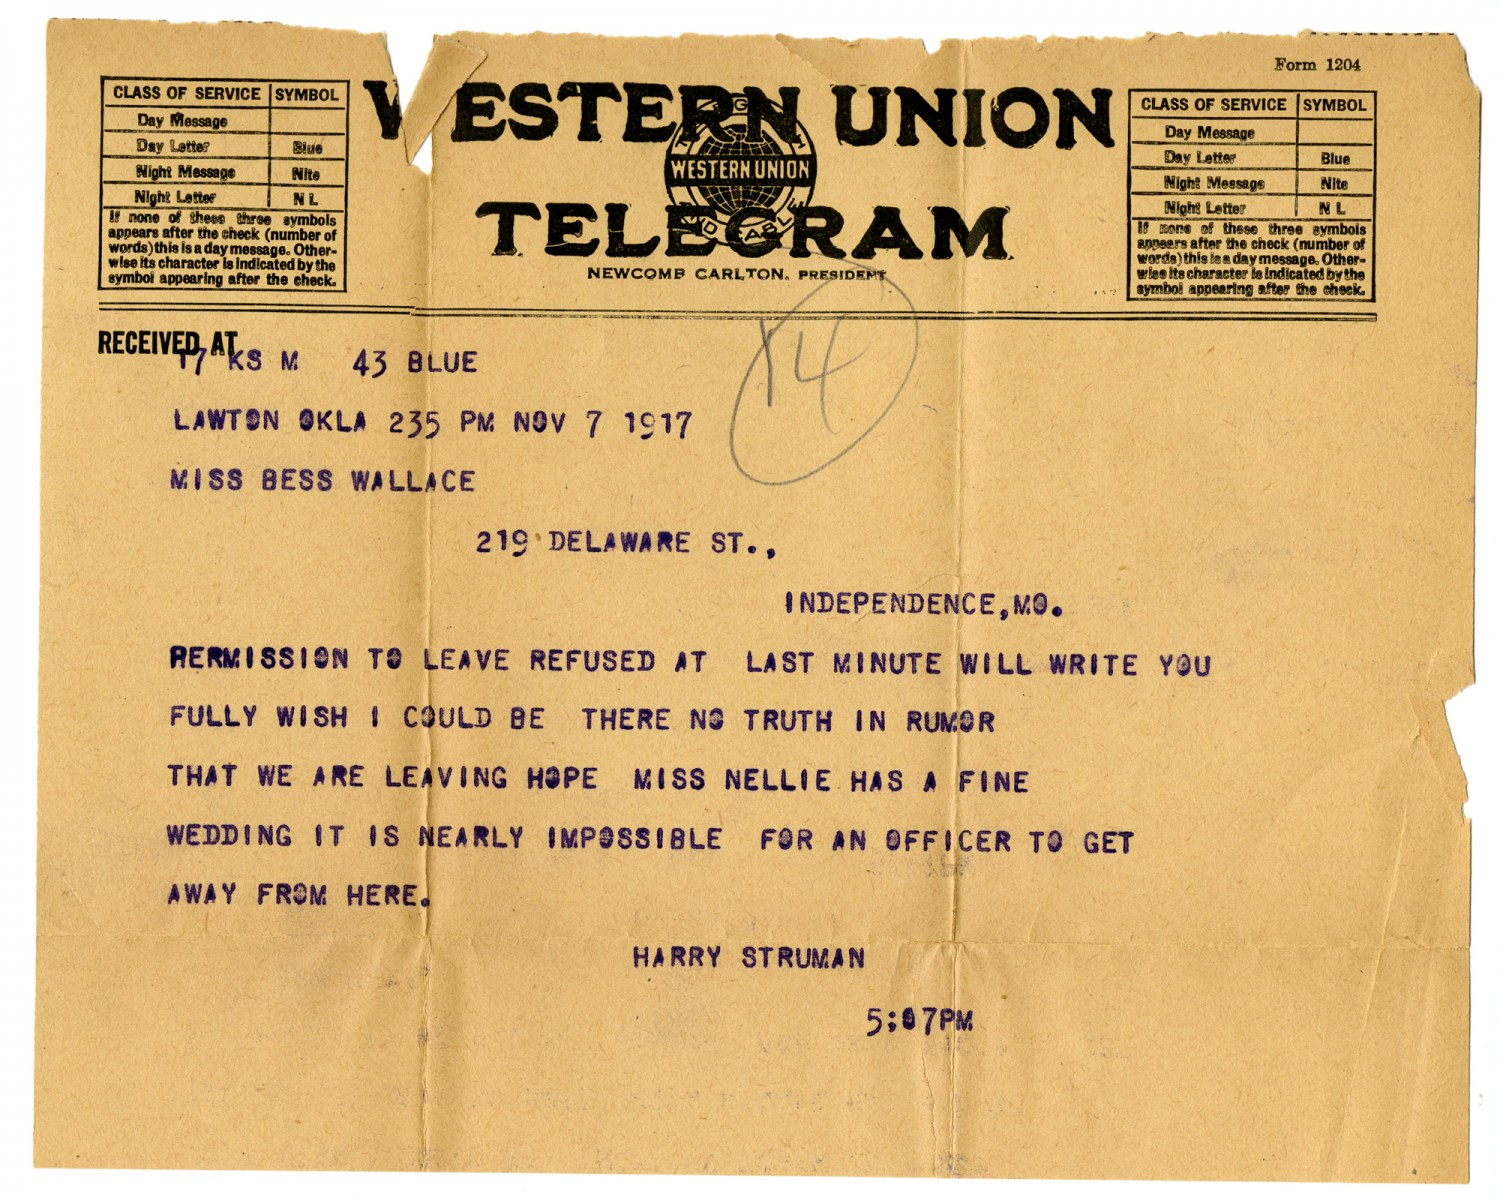 Form 1204
CLASS OF SERVICE SYMBOL
Day Message
Day Letter Blue
Night Message Nite
Night Letter N L
If none of these three symbols
appears after the check (number of
words) this is a day message. Other-
wise its character is indicated by the
symbol appearing after the check.
WESTERN UNION
WESTERN UNION
TELEGRAM
NEWCOMB CARLTON, PRESIDENT
CLASS OF SERVICE SYMBOL
Day Message
Day Letter Blue
Night Message Nite
Night Letter N L
If none of these three symbols
appears after the check (number of
words) this is a day message. Other-
wise its character is indicated by the
symbol appearing after the check.
RECEIVED AT
14
17 KS M 43 BLUE
LAWTON OKLA 235 PM NOV 7 1917
MISS BESS WALLACE
219 DELAWARE ST.,
INDEPENDENCE,MO.
PERMISSION TO LEAVE REFUSED AT LAST MINUTE WILL WRITE YOU
FULLY WISH I COULD BE THERE NO TRUTH IN RUMOR
THAT WE ARE LEAVING HOPE MISS NELLIE HAS A FINE
WEDDING IT IS NEARLY IMPOSSIBLE FOR AN OFFICER TO GET
AWAY FROM HERE.
HARRY STRUMAN
5;07PM